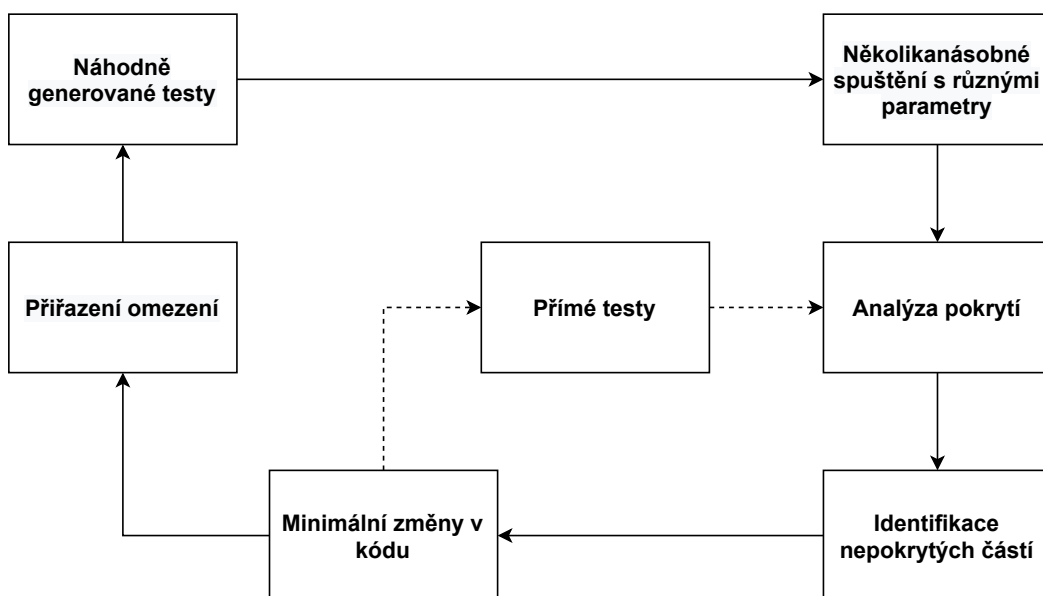 Náhodně
generované testy
Několikanásobné
spuštění s různými
parametry
Přiřazení omezení
Přímé testy
Analýza pokrytí
Minimální změny v
kódu
Identifikace
nepokrytých částí